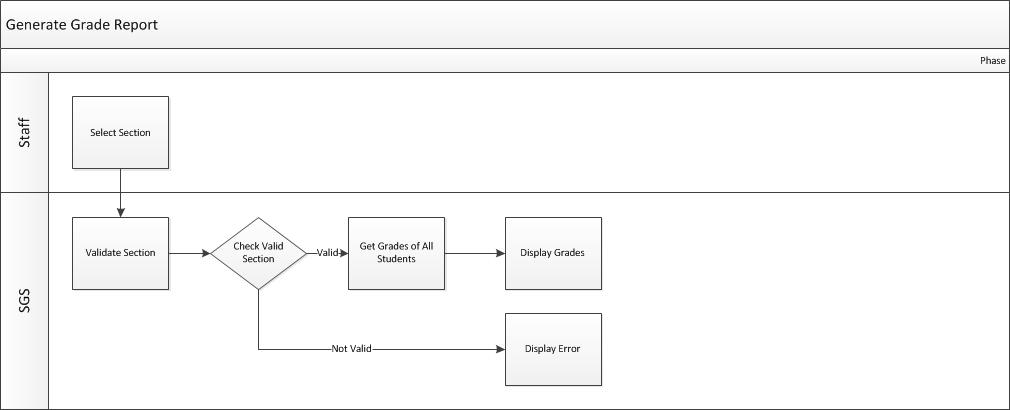 Generate Grade Report
Phase
Staff
Select Section
SGS
Validate Section
Check Valid
Section
Valid
Get Grades of All
Students
Display Grades
Not Valid
Display Error